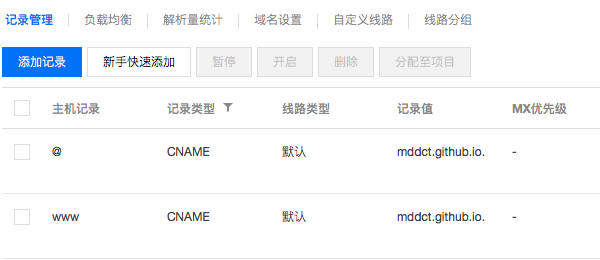 记录管理 负载均衡 解析量统计 域名设置 自定义线路 线路分组
添加记录 新手快速添加 暂停 开启 删除 分配至项目
主机记录 记录类型 线路类型 记录值 MX优先级
@ CNAME 默认 mddct.github.io. -
www CNAME 默认 mddct.github.io. -